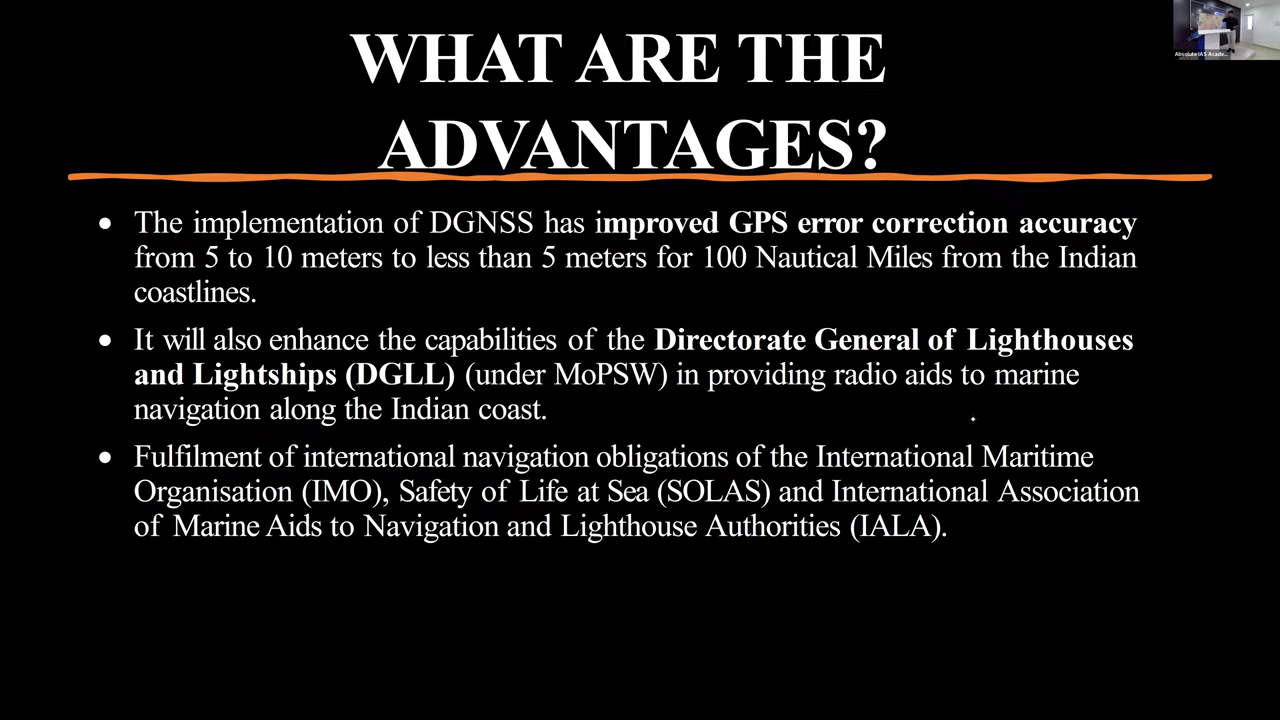 WHAT ARE THE
ADVANTAGES?
• The implementation of DGNSS has improved GPS error correction accuracy
from 5 to 10 meters to less than 5 meters for 100 Nautical Miles from the Indian
coastlines.
• It will also enhance the capabilities of the Directorate General of Lighthouses
and Lightships (DGLL) (under MoPSW) in providing radio aids to marine
navigation along the Indian coast.
• Fulfilment of international navigation obligations of the International Maritime
Organisation (IMO), Safety of Life at Sea (SOLAS) and International Association
of Marine Aids to Navigation and Lighthouse Authorities (IALA).
Absolute IAS Acade...